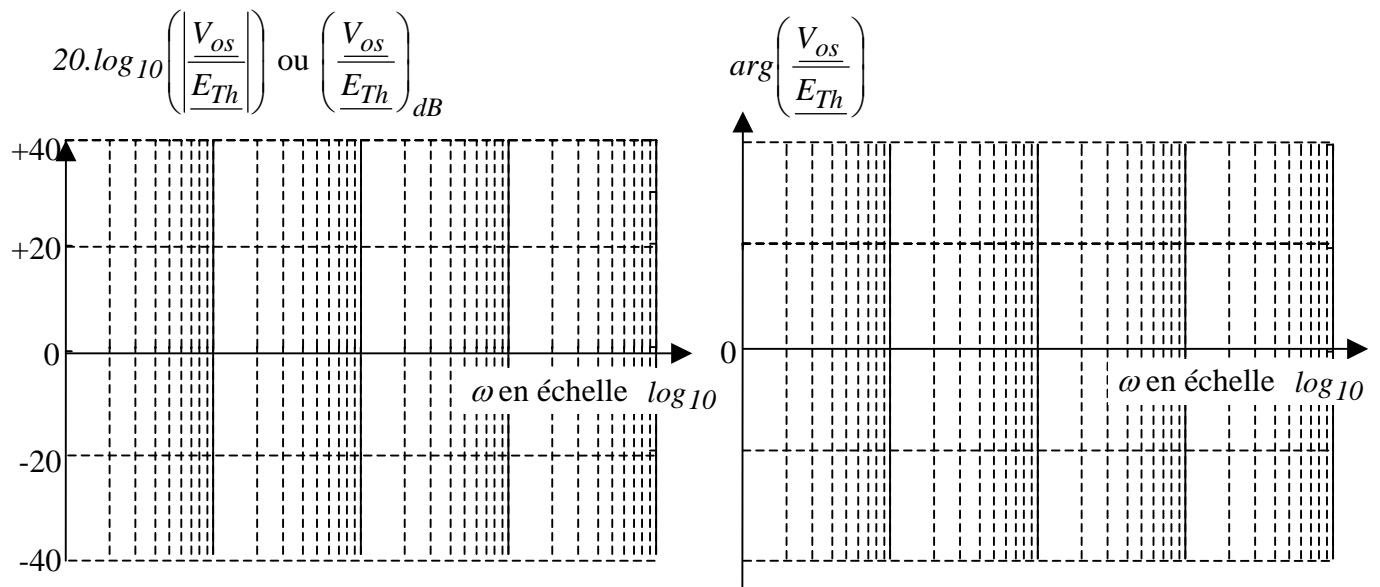 20.log10(|Vos/ETh|) ou (Vos/ETh)dB
+40
+20
0
-20
-40
ω en échelle log10
arg(Vos/ETh)
0
ω en échelle log10